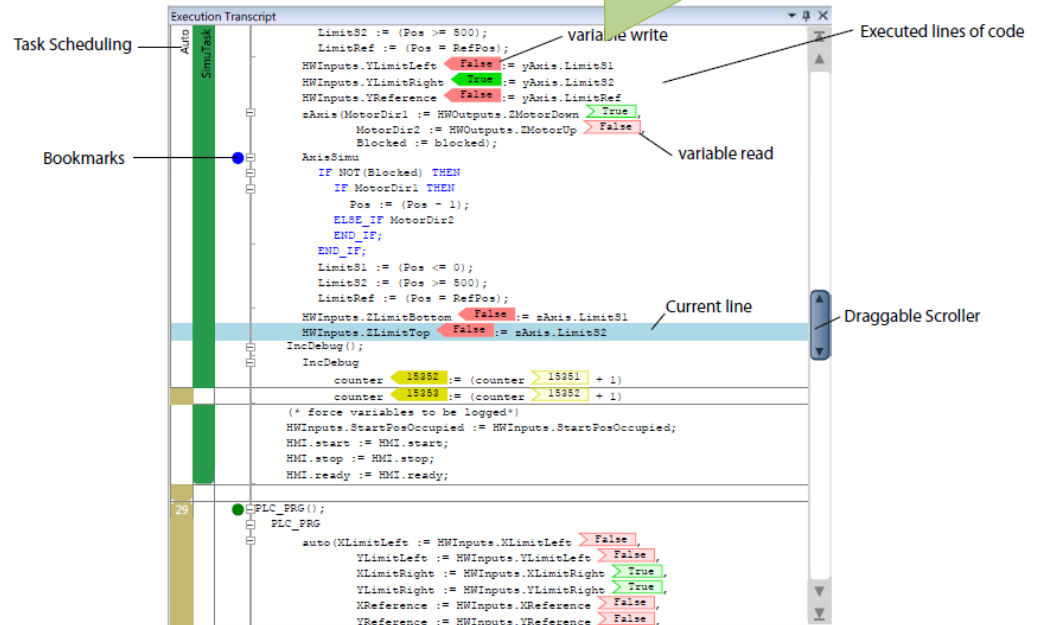 Execution Transcript
Auto
SimuTask
Task Scheduling
LimitS2 := (Pos >= 500);
LimitRef := (Pos = RefPos);
variable write
Executed lines of code
HWInputs.YLimitLeft False := yAxis.LimitS1
HWInputs.YLimitRight True := yAxis.LimitS2
HWInputs.YReference False := yAxis.LimitRef
zAxis(MotorDir1 := HWOutputs.ZMotorDown True ,
MotorDir2 := HWOutputs.ZMotorUp False ,
Blocked := blocked);
variable read
Bookmarks
AxisSimu
IF NOT(Blocked) THEN
IF MotorDir1 THEN
Pos := (Pos - 1);
ELSE_IF MotorDir2
END_IF;
END_IF;
LimitS1 := (Pos <= 0);
LimitS2 := (Pos >= 500);
LimitRef := (Pos = RefPos);
Current line
Draggable Scroller
HWInputs.ZLimitBottom False := zAxis.LimitS1
HWInputs.ZLimitTop False := zAxis.LimitS2
IncDebug();
IncDebug
counter 15352 := (counter 15351 + 1)
counter 15353 := (counter 15352 + 1)
(* force variables to be logged*)
HWInputs.StartPosOccupied := HWInputs.StartPosOccupied;
HMI.start := HMI.start;
HMI.stop := HMI.stop;
HMI.ready := HMI.ready;
29
PLC_PRG();
PLC_PRG
auto(XLimitLeft := HWInputs.XLimitLeft False ,
YLimitLeft := HWInputs.YLimitLeft False ,
XLimitRight := HWInputs.XLimitRight True ,
YLimitRight := HWInputs.YLimitRight True ,
XReference := HWInputs.XReference False ,
YReference := HWInputs.YReference False ,